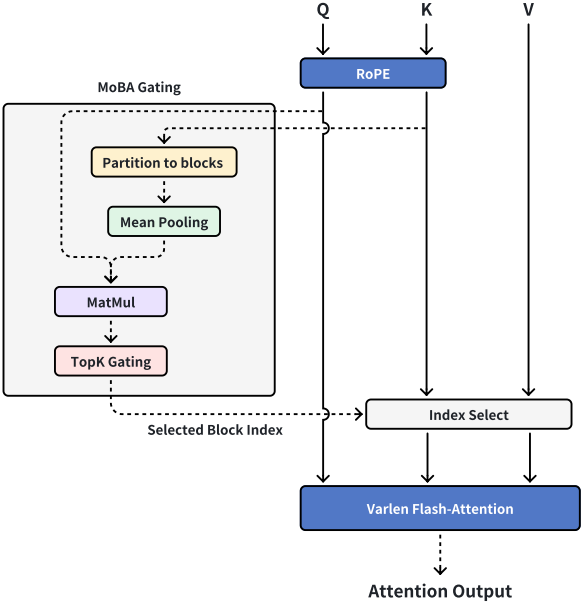 Q K V
RoPE
MoBA Gating
Partition to blocks
Mean Pooling
MatMul
TopK Gating
Index Select
Selected Block Index
Varlen Flash-Attention
Attention Output